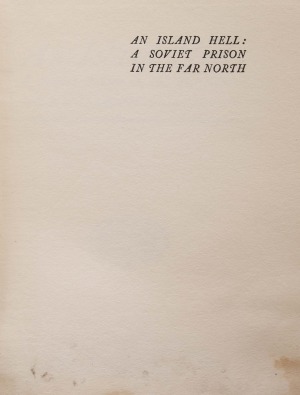 AN ISLAND HELL:
A SOVIET PRISON
IN THE FAR NORTH